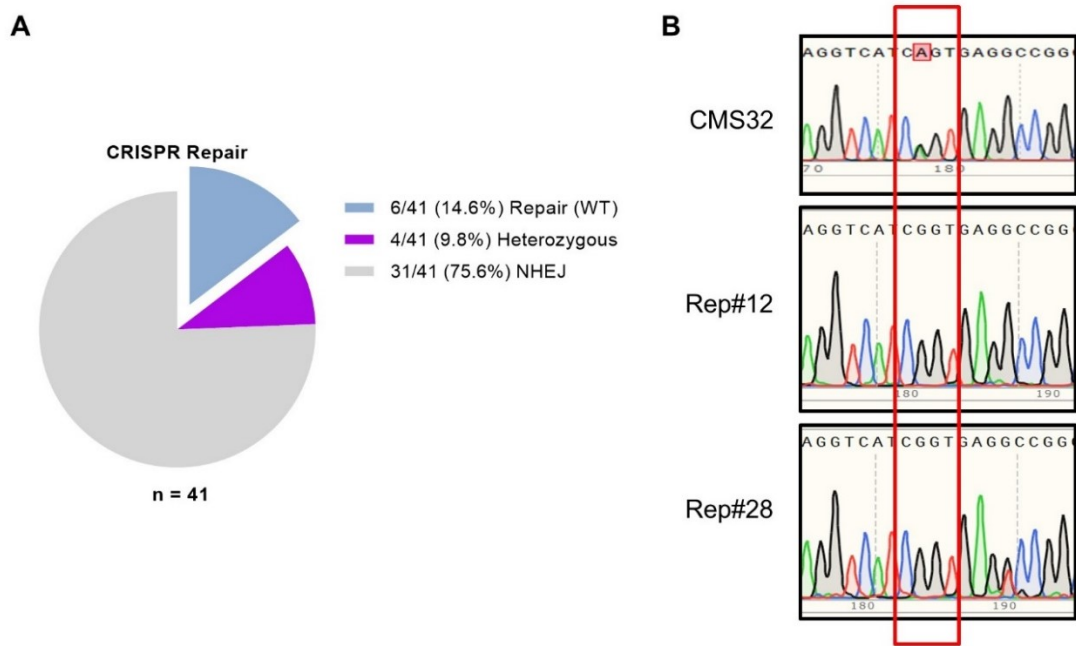 A
CRISPR Repair
6/41 (14.6%) Repair (WT)
4/41 (9.8%) Heterozygous
31/41 (75.6%) NHEJ
n = 41
B
CMS32
AGGTCATCAGTGAGGCCGG
70 180
Rep#12
AGGTCATCGGTGAGGCCGG
180 190
Rep#28
AGGTCATCGGTGAGGCCGG
180 190